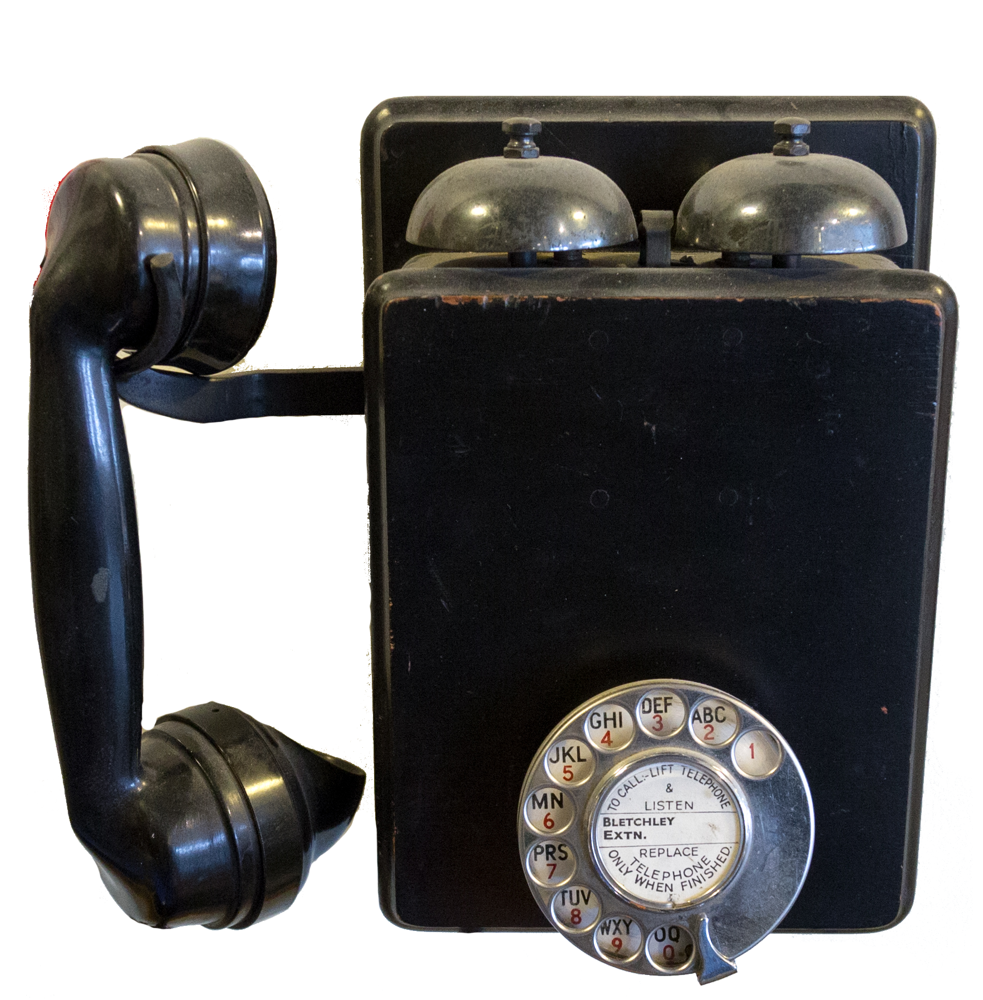 ABC
2
DEF
3
1
GHI
4
JKL
5
MN
6
PRS
7
TUV
8
WXY
9
OQ
0
TO CALL:-LIFT TELEPHONE
&
LISTEN
BLETCHLEY
EXTN.
REPLACE
TELEPHONE
ONLY WHEN FINISHED.